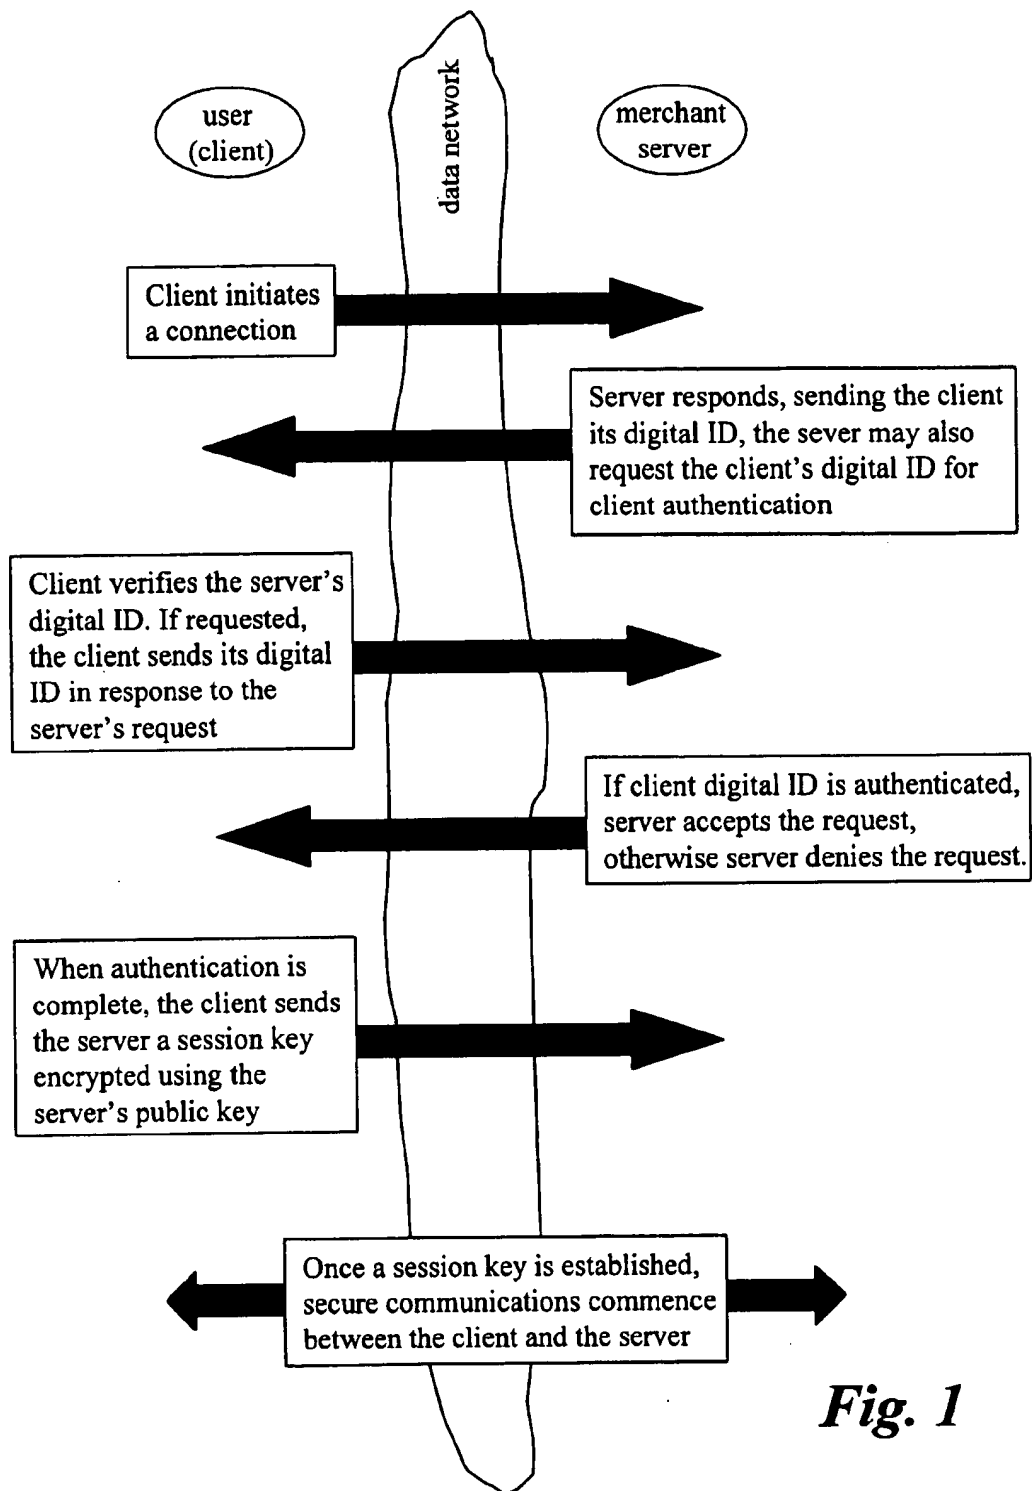 user
(client)
data network
merchant
server
Client initiates
a connection
Server responds, sending the client
its digital ID, the sever may also
request the client's digital ID for
client authentication
Client verifies the server's
digital ID. If requested,
the client sends its digital
ID in response to the
server's request
If client digital ID is authenticated,
server accepts the request,
otherwise server denies the request.
When authentication is
complete, the client sends
the server a session key
encrypted using the
server's public key
Once a session key is established,
secure communications commence
between the client and the server
Fig. 1